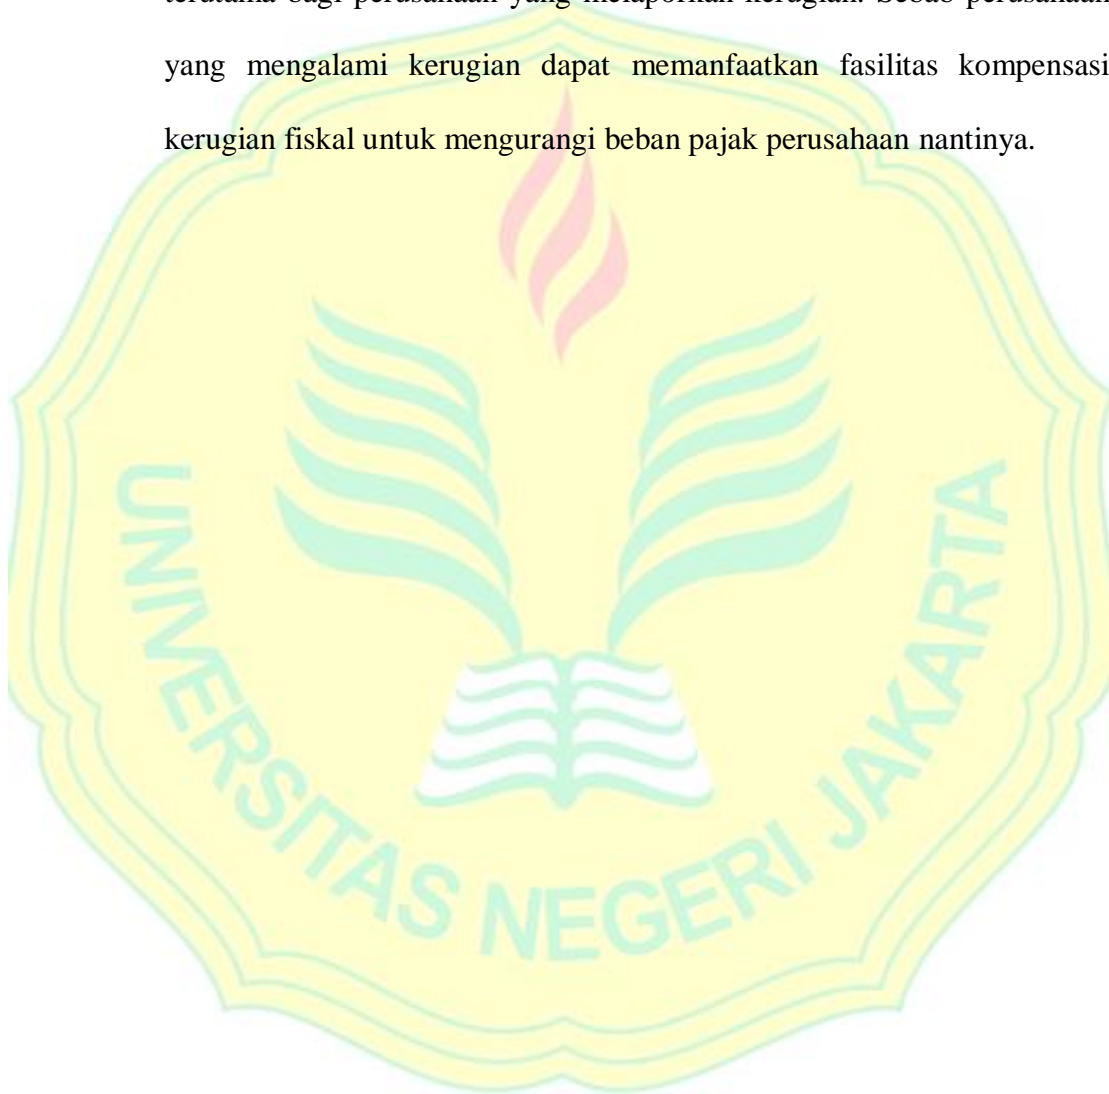 terutama bagi perusahaan yang melaporkan kerugian. Sebab perusahaan
yang mengalami kerugian dapat memanfaatkan fasilitas kompensasi
kerugian fiskal untuk mengurangi beban pajak perusahaan nantinya.
UNIVERSITAS NEGERI JAKARTA